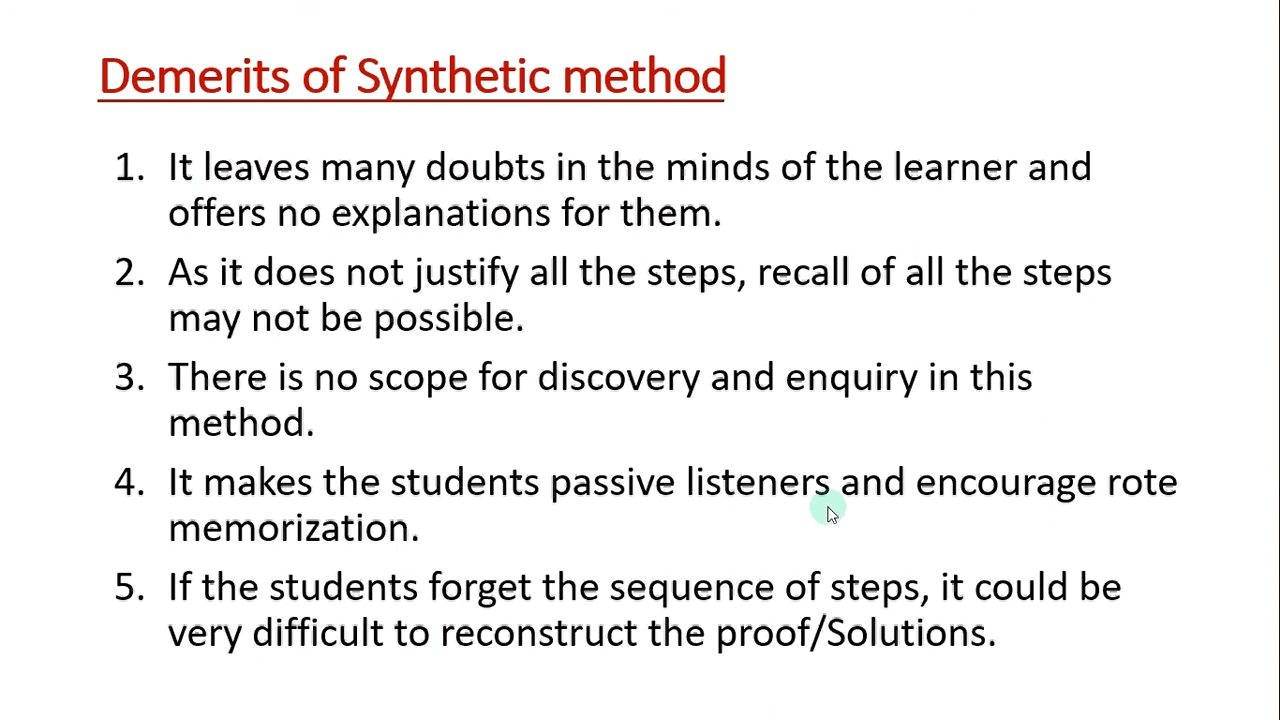 Demerits of Synthetic method
1. It leaves many doubts in the minds of the learner and
offers no explanations for them.
2. As it does not justify all the steps, recall of all the steps
may not be possible.
3. There is no scope for discovery and enquiry in this
method.
4. It makes the students passive listeners and encourage rote
memorization.
5. If the students forget the sequence of steps, it could be
very difficult to reconstruct the proof/Solutions.